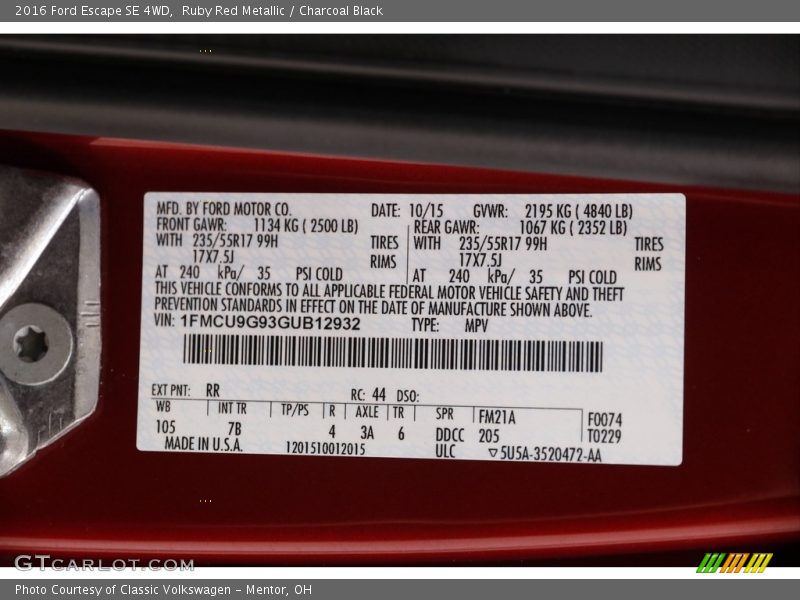 2016 Ford Escape SE 4WD, Ruby Red Metallic / Charcoal Black
MFD. BY FORD MOTOR CO. DATE: 10/15 GVWR: 2195 KG ( 4840 LB)
FRONT GAWR: 1134 KG ( 2500 LB) REAR GAWR: 1067 KG ( 2352 LB)
WITH 235/55R17 99H TIRES WITH 235/55R17 99H TIRES
17X7.5J RIMS 17X7.5J RIMS
AT 240 kPa/ 35 PSI COLD AT 240 kPa/ 35 PSI COLD
THIS VEHICLE CONFORMS TO ALL APPLICABLE FEDERAL MOTOR VEHICLE SAFETY AND THEFT
PREVENTION STANDARDS IN EFFECT ON THE DATE OF MANUFACTURE SHOWN ABOVE.
VIN: 1FMCU9G93GUB12932 TYPE: MPV
EXT PNT: RR RC: 44 DSO:
WB INT TR TP/PS R AXLE TR SPR FM21A F0074
105 7B 4 3A 6 DDCC 205 T0229
MADE IN U.S.A. 1201510012015 ULC ▽5U5A-3520472-AA
GTCARLOT.COM
Photo Courtesy of Classic Volkswagen - Mentor, OH